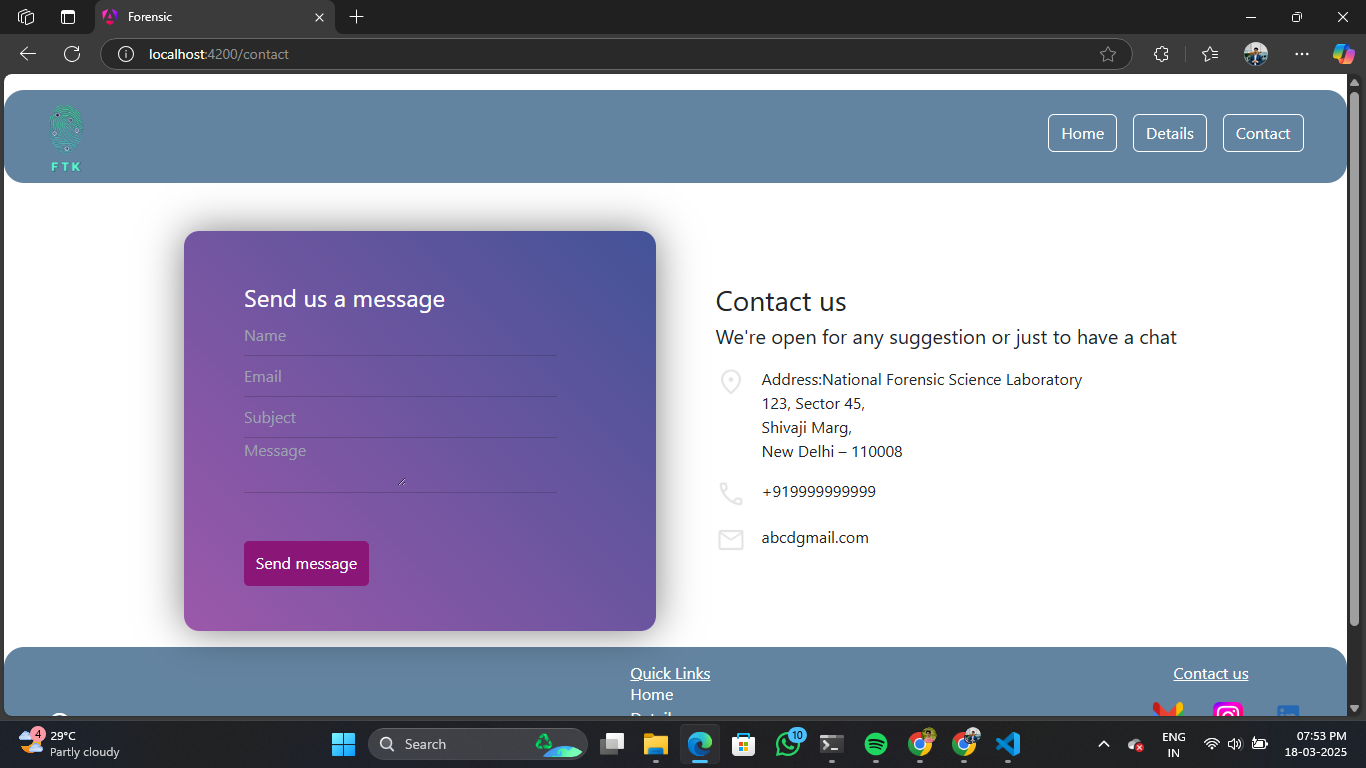 Forensic
localhost:4200/contact
FTK
Home
Details
Contact
Send us a message
Name
Email
Subject
Message
Send message
Contact us
We're open for any suggestion or just to have a chat
Address:National Forensic Science Laboratory
123, Sector 45,
Shivaji Marg,
New Delhi – 110008
+919999999999
abcdgmail.com
Quick Links
Home
Contact us
4
29°C
Partly cloudy
Search
10
ENG
IN
07:53 PM
18-03-2025